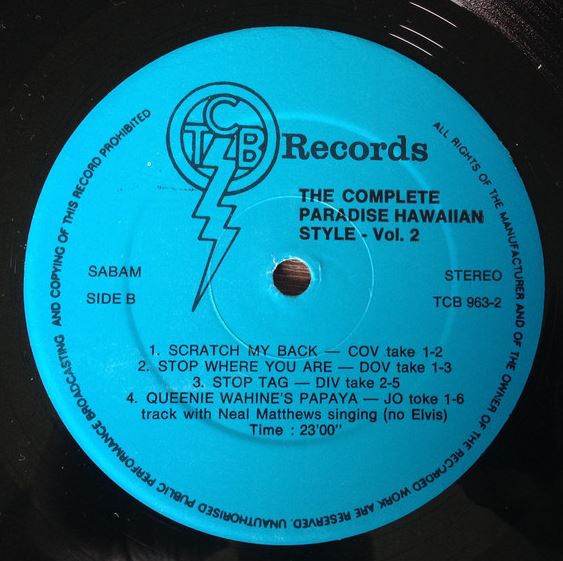 TCB Records
THE COMPLETE
PARADISE HAWAIIAN
STYLE - Vol. 2
SABAM
SIDE B
STEREO
TCB 963-2
1. SCRATCH MY BACK — COV take 1-2
2. STOP WHERE YOU ARE — DOV take 1-3
3. STOP TAG — DIV take 2-5
4. QUEENIE WAHINE'S PAPAYA — JO toke 1-6
track with Neal Matthews singing (no Elvis)
Time : 23'00"
ALL RIGHTS OF THE MANUFACTURER AND OF THE OWNER OF THE RECORDED WORK ARE RESERVED. UNAUTHORISED PUBLIC PERFORMANCE BROADCASTING AND COPYING OF THIS RECORD PROHIBITED